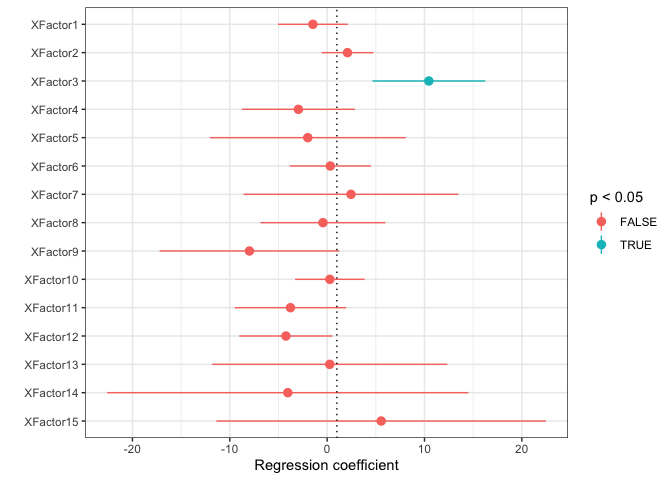 XFactor1
XFactor2
XFactor3
XFactor4
XFactor5
XFactor6
XFactor7
XFactor8
XFactor9
XFactor10
XFactor11
XFactor12
XFactor13
XFactor14
XFactor15
-20 -10 0 10 20
Regression coefficient
p < 0.05
FALSE
TRUE